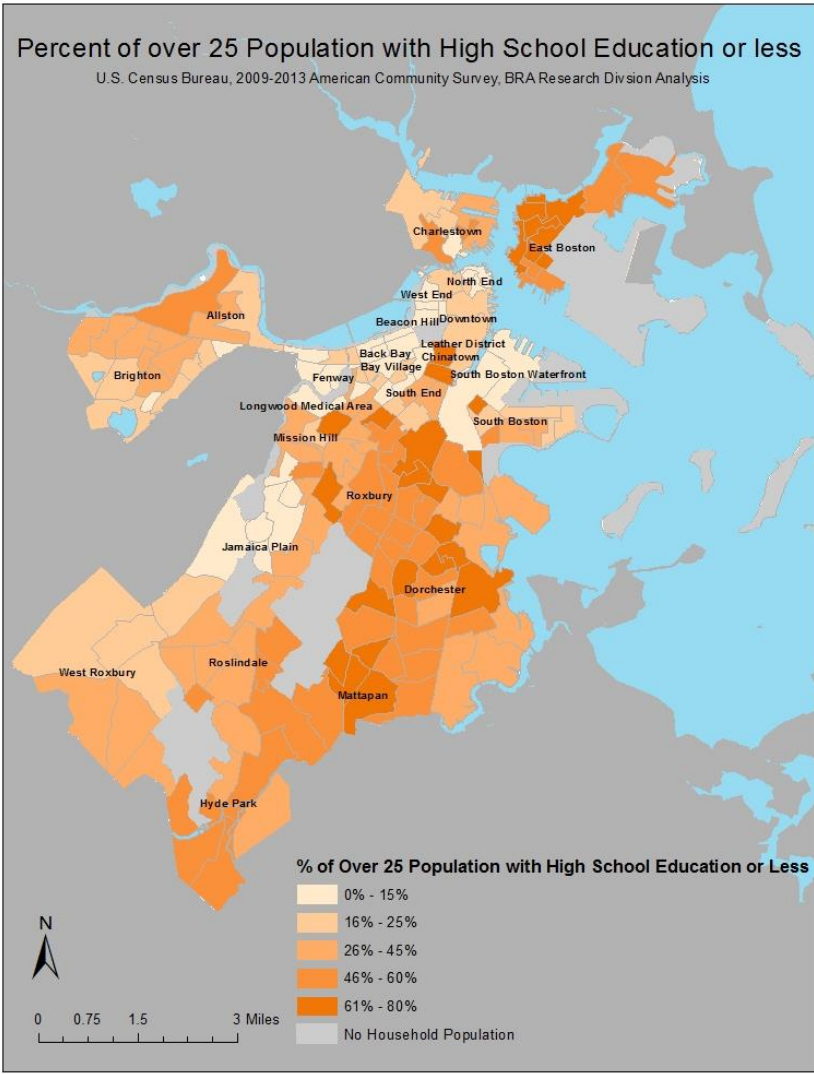 Percent of over 25 Population with High School Education or less
U.S. Census Bureau, 2009-2013 American Community Survey, BRA Research Divsion Analysis
Charlestown
East Boston
North End
West End
Allston
Beacon Hill
Downtown
Leather District
Chinatown
Back Bay
Bay Village
Brighton
Fenway
South Boston Waterfront
South End
Longwood Medical Area
South Boston
Mission Hill
Roxbury
Jamaica Plain
Dorchester
Roslindale
West Roxbury
Mattapan
Hyde Park
% of Over 25 Population with High School Education or Less
0% - 15%
16% - 25%
26% - 45%
46% - 60%
61% - 80%
No Household Population
N
0 0.75 1.5 3 Miles